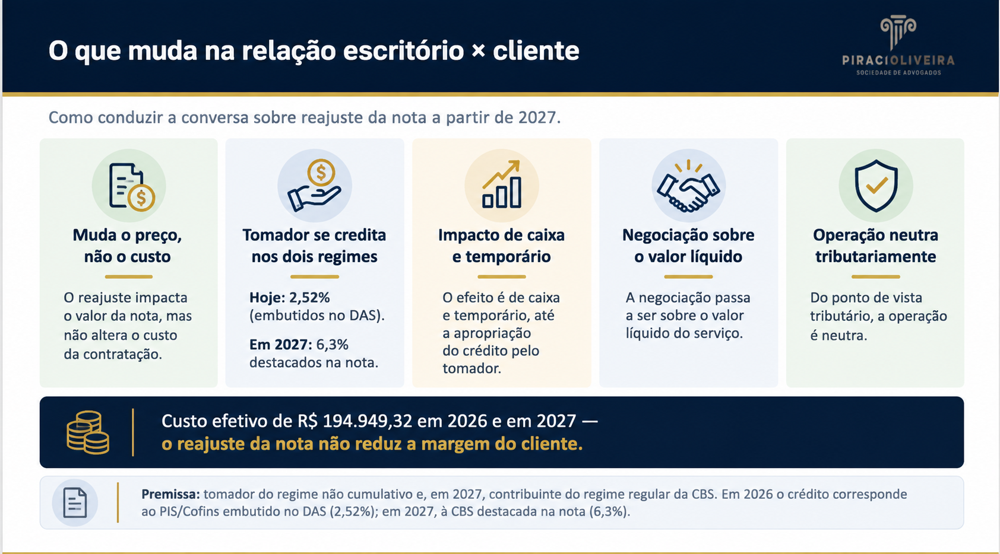 O que muda na relação escritório × cliente
PIRACIOLIVEIRA
SOCIEDADE DE ADVOGADOS
Como conduzir a conversa sobre reajuste da nota a partir de 2027.
Muda o preço,
não o custo
O reajuste impacta
o valor da nota, mas
não altera o custo
da contratação.
Tomador se credita
nos dois regimes
Hoje: 2,52%
(embutidos no DAS).
Em 2027: 6,3%
destacados na nota.
Impacto de caixa
e temporário
O efeito é de caixa
e temporário, até
a apropriação
do crédito pelo
tomador.
Negociação sobre
o valor líquido
A negociação passa
a ser sobre o valor
líquido do serviço.
Operação neutra
tributariamente
Do ponto de vista
tributário, a operação
é neutra.
Custo efetivo de R$ 194.949,32 em 2026 e em 2027 —
o reajuste da nota não reduz a margem do cliente.
Premissa: tomador do regime não cumulativo e, em 2027, contribuinte do regime regular da CBS. Em 2026 o crédito corresponde
ao PIS/Cofins embutido no DAS (2,52%); em 2027, à CBS destacada na nota (6,3%).